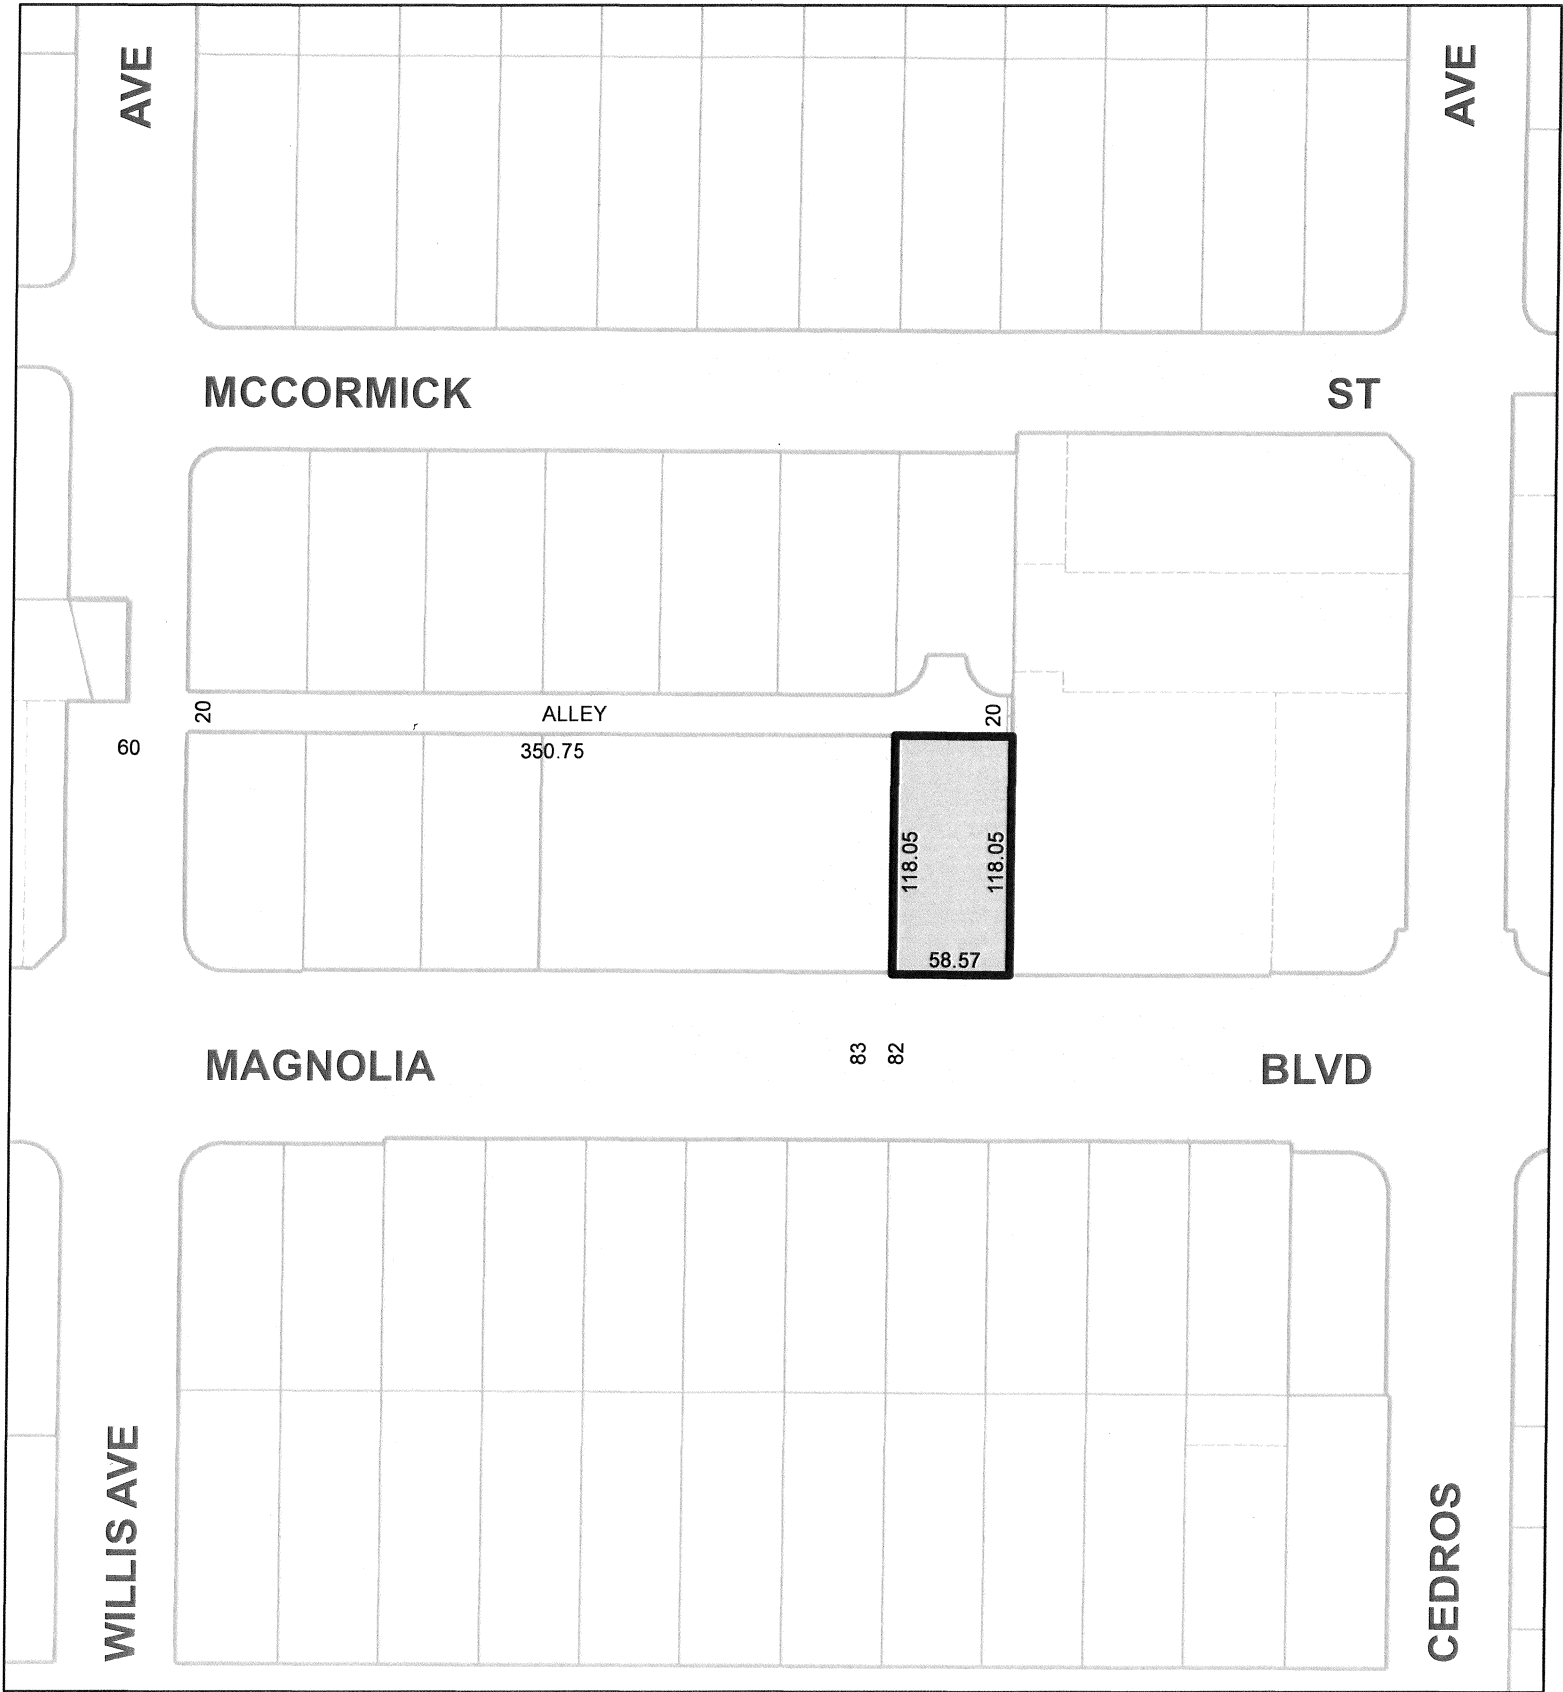 AVE
AVE
MCCORMICK
ST
20
ALLEY
20
60
350.75
118.05
118.05
58.57
83
82
MAGNOLIA
BLVD
WILLIS AVE
CEDROS